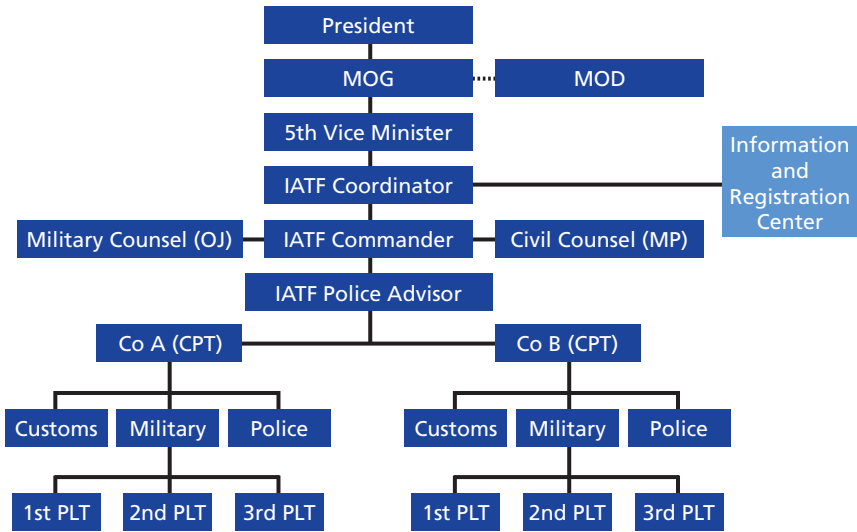 President
MOG
MOD
5th Vice Minister
Information
and
Registration
Center
IATF Coordinator
Military Counsel (OJ)
IATF Commander
Civil Counsel (MP)
IATF Police Advisor
Co A (CPT)
Co B (CPT)
Customs
Military
Police
Customs
Military
Police
1st PLT
2nd PLT
3rd PLT
1st PLT
2nd PLT
3rd PLT